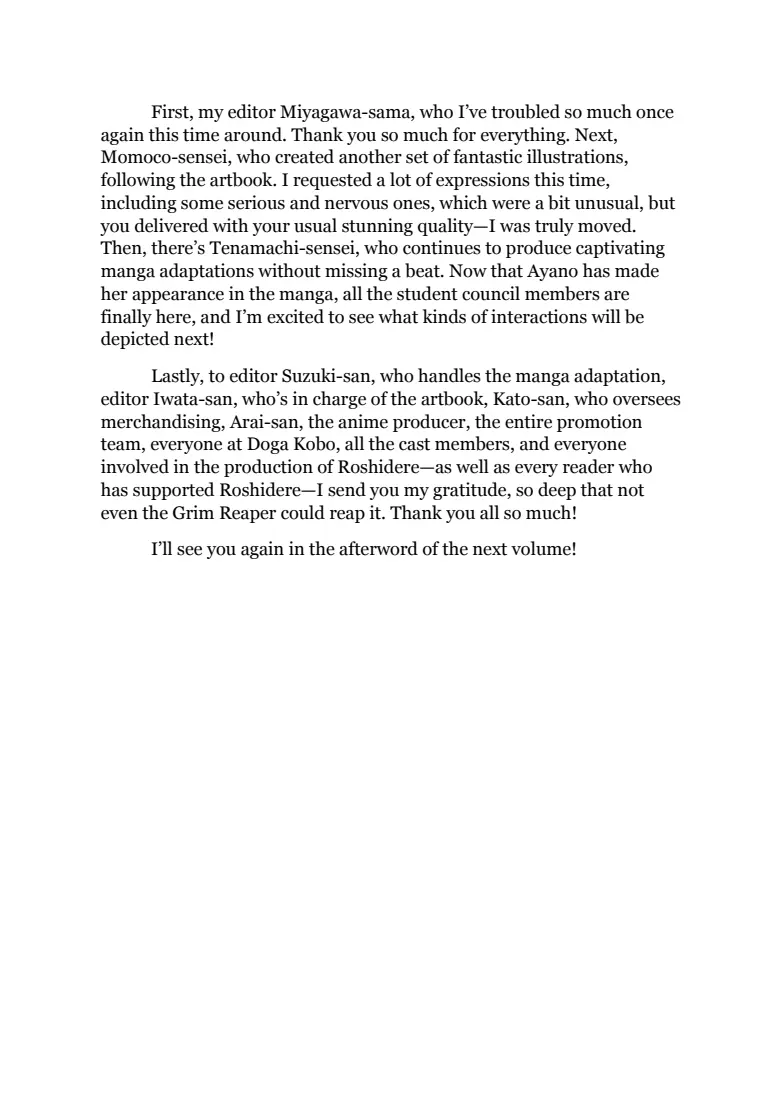 First, my editor Miyagawa-sama, who I’ve troubled so much once
again this time around. Thank you so much for everything. Next,
Momoco-sensei, who created another set of fantastic illustrations,
following the artbook. I requested a lot of expressions this time,
including some serious and nervous ones, which were a bit unusual, but
you delivered with your usual stunning quality—I was truly moved.
Then, there’s Tenamachi-sensei, who continues to produce captivating
manga adaptations without missing a beat. Now that Ayano has made
her appearance in the manga, all the student council members are
finally here, and I’m excited to see what kinds of interactions will be
depicted next!
Lastly, to editor Suzuki-san, who handles the manga adaptation,
editor Iwata-san, who’s in charge of the artbook, Kato-san, who oversees
merchandising, Arai-san, the anime producer, the entire promotion
team, everyone at Doga Kobo, all the cast members, and everyone
involved in the production of Roshidere—as well as every reader who
has supported Roshidere—I send you my gratitude, so deep that not
even the Grim Reaper could reap it. Thank you all so much!
I’ll see you again in the afterword of the next volume!